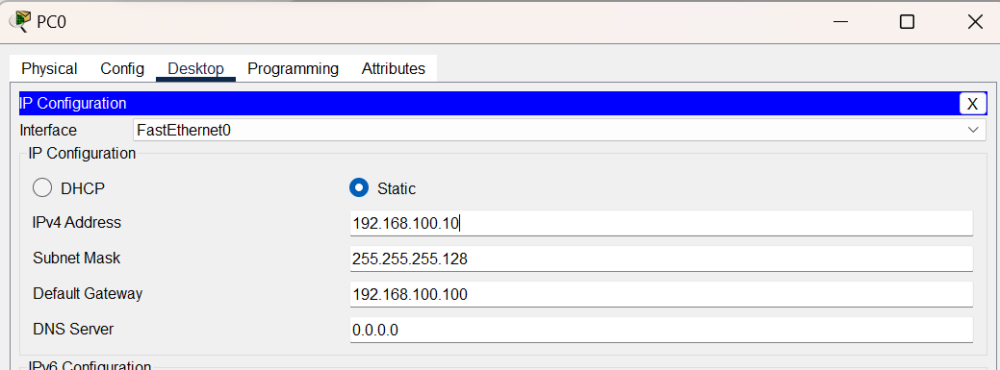 PC0
Physical Config Desktop Programming Attributes
IP Configuration X
Interface FastEthernet0
IP Configuration
DHCP Static
IPv4 Address 192.168.100.10
Subnet Mask 255.255.255.128
Default Gateway 192.168.100.100
DNS Server 0.0.0.0
IPv6 Configuration